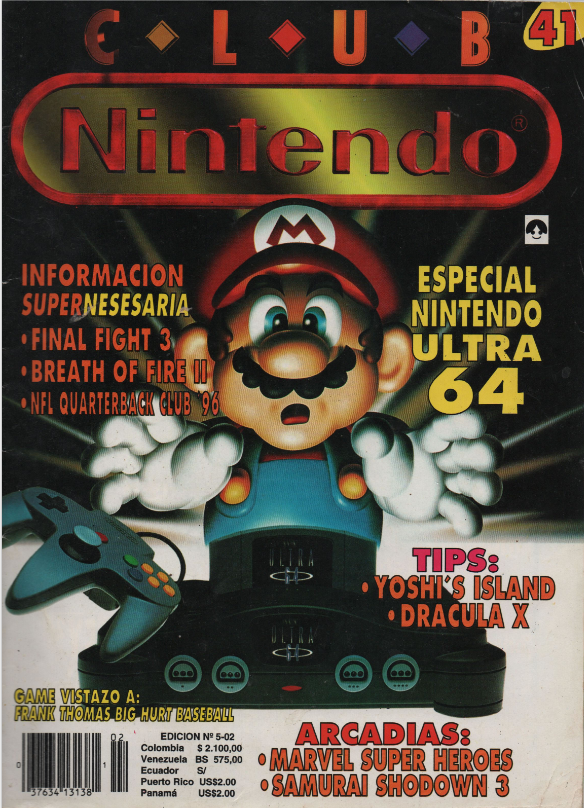 CLUB
41
Nintendo®
M
INFORMACION
SUPERNESESARIA
• FINAL FIGHT 3
• BREATH OF FIRE II
• NFL QUARTERBACK CLUB '96
ESPECIAL
NINTENDO
ULTRA
64
ULTRA
ULTRA
TIPS:
• YOSHI'S ISLAND
• DRACULA X
GAME VISTAZO A:
FRANK THOMAS BIG HURT BASEBALL
ARCADIAS:
• MARVEL SUPER HEROES
• SAMURAI SHODOWN 3
02
0 37634 13138 1
EDICION Nº 5-02
Colombia $ 2.100,00
Venezuela BS 575,00
Ecuador S/
Puerto Rico US$2.00
Panamá US$2.00